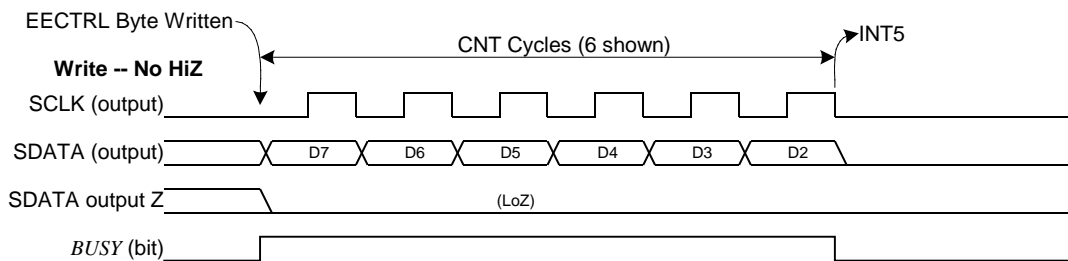 EECTRL Byte Written
CNT Cycles (6 shown)
INT5
Write -- No HiZ
SCLK (output)
SDATA (output)
D7 D6 D5 D4 D3 D2
SDATA output Z
(LoZ)
BUSY (bit)